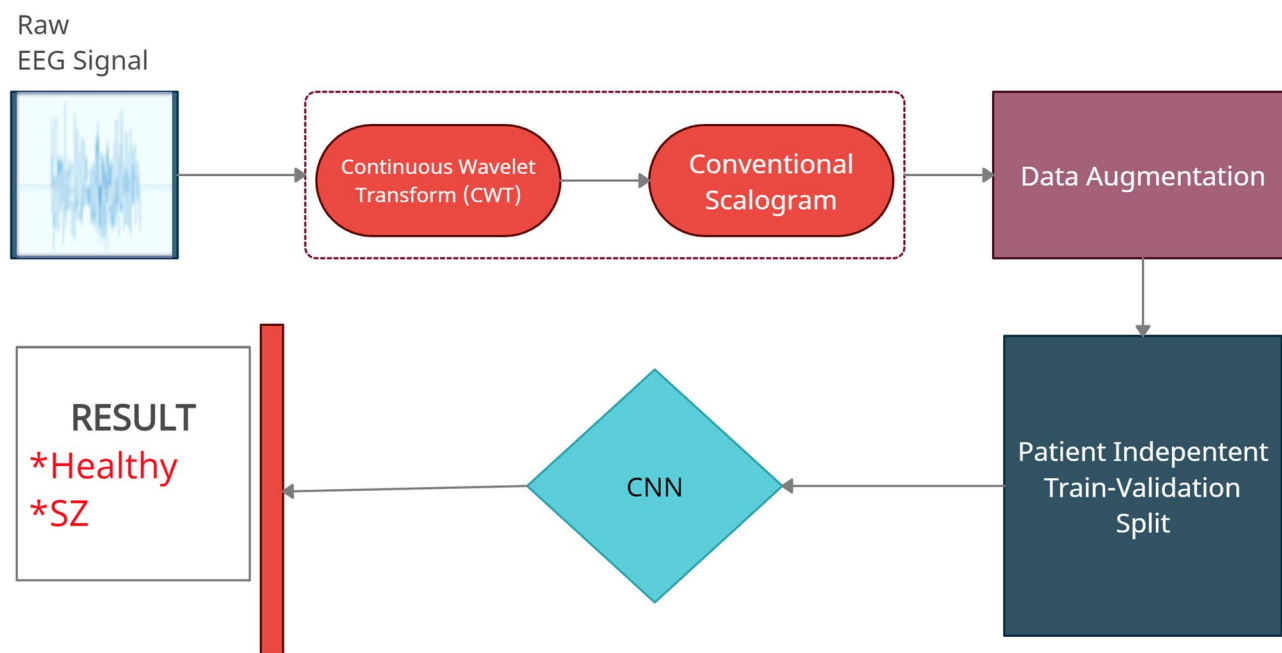 Raw
EEG Signal
Continuous Wavelet
Transform (CWT)
Conventional
Scalogram
Data Augmentation
Patient Indepentent
Train-Validation
Split
CNN
RESULT
*Healthy
*SZ